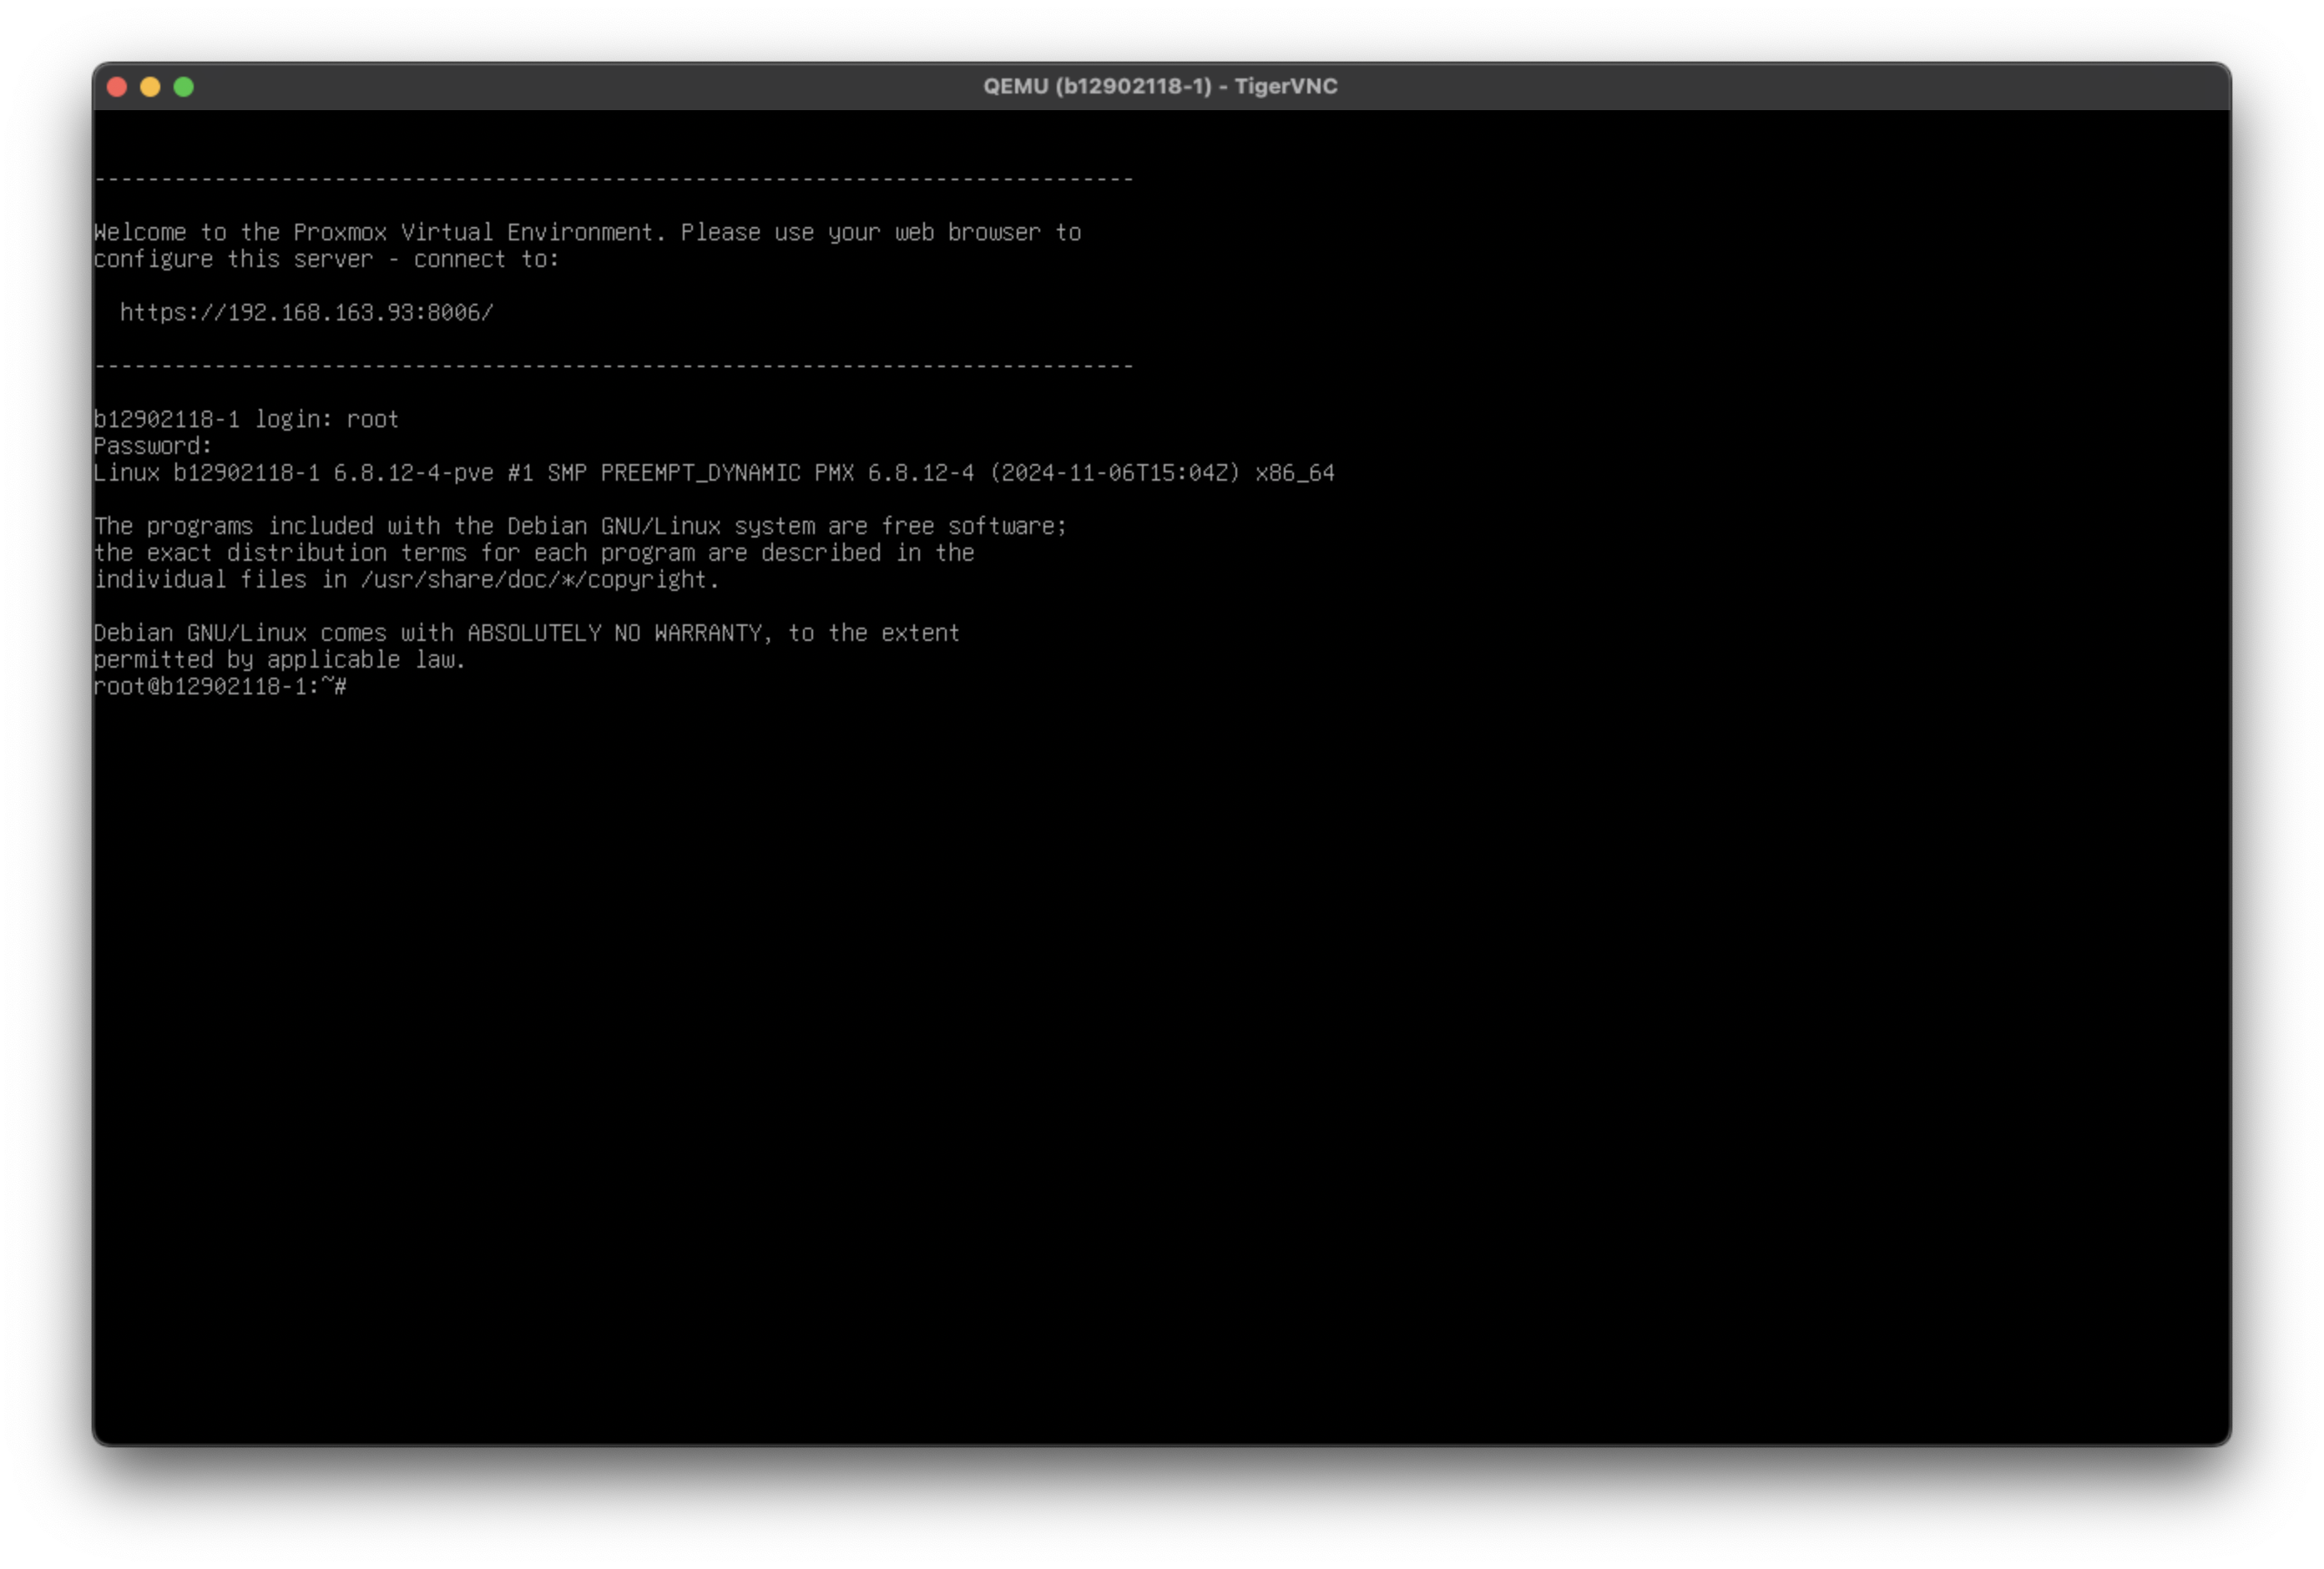 QEMU (b12902118-1) - TigerVNC
------------------------------------------------------------------------------
Welcome to the Proxmox Virtual Environment. Please use your web browser to
configure this server - connect to:
https://192.168.163.93:8006/
------------------------------------------------------------------------------
b12902118-1 login: root
Password:
Linux b12902118-1 6.8.12-4-pve #1 SMP PREEMPT_DYNAMIC PMX 6.8.12-4 (2024-11-06T15:04Z) x86_64
The programs included with the Debian GNU/Linux system are free software;
the exact distribution terms for each program are described in the
individual files in /usr/share/doc/*/copyright.
Debian GNU/Linux comes with ABSOLUTELY NO WARRANTY, to the extent
permitted by applicable law.
root@b12902118-1:~#